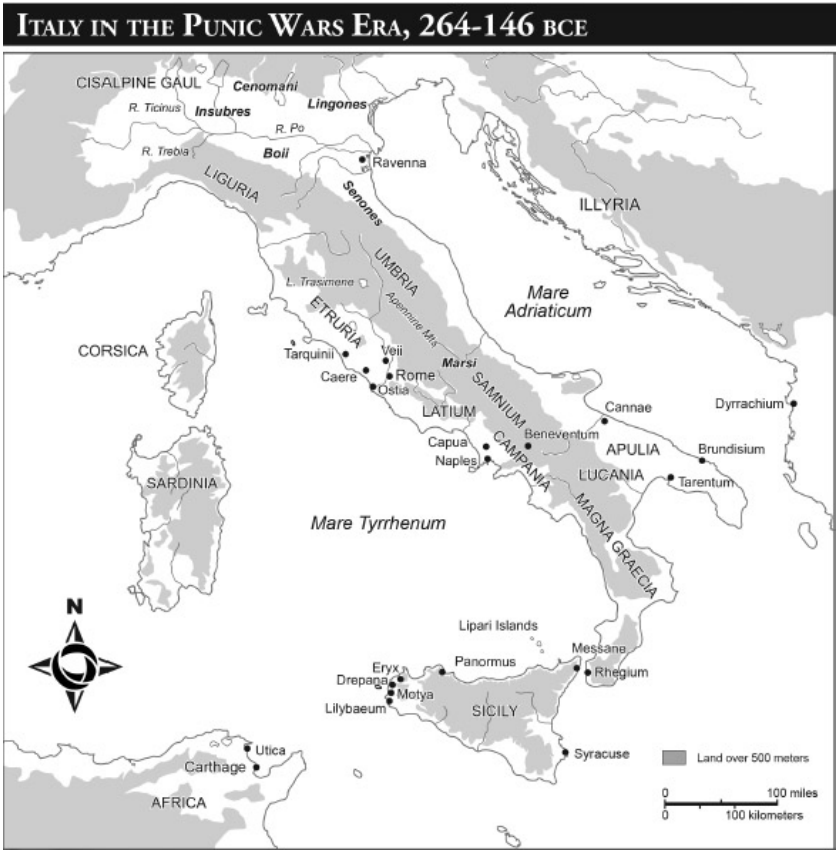 ITALY IN THE PUNIC WARS ERA, 264-146 BCE
CISALPINE GAUL
Cenomani
R. Ticinus
Insubres
Lingones
R. Po
R. Trebia
Boii
Ravenna
LIGURIA
Senones
ILLYRIA
UMBRIA
L. Trasimene
Mare
Adriaticum
Apennine Mts
ETRURIA
CORSICA
Tarquinii
Veii
Marsi
Caere
Rome
Ostia
SAMNIUM
LATIUM
Cannae
Dyrrachium
Capua
Beneventum
APULIA
Brundisium
Naples
CAMPANIA
LUCANIA
Tarentum
SARDINIA
MAGNA GRAECIA
Mare Tyrrhenum
N
Lipari Islands
Messane
Eryx
Panormus
Rhegium
Drepana
Motya
Lilybaeum
SICILY
Utica
Syracuse
Carthage
Land over 500 meters
AFRICA
0 100 miles
0 100 kilometers